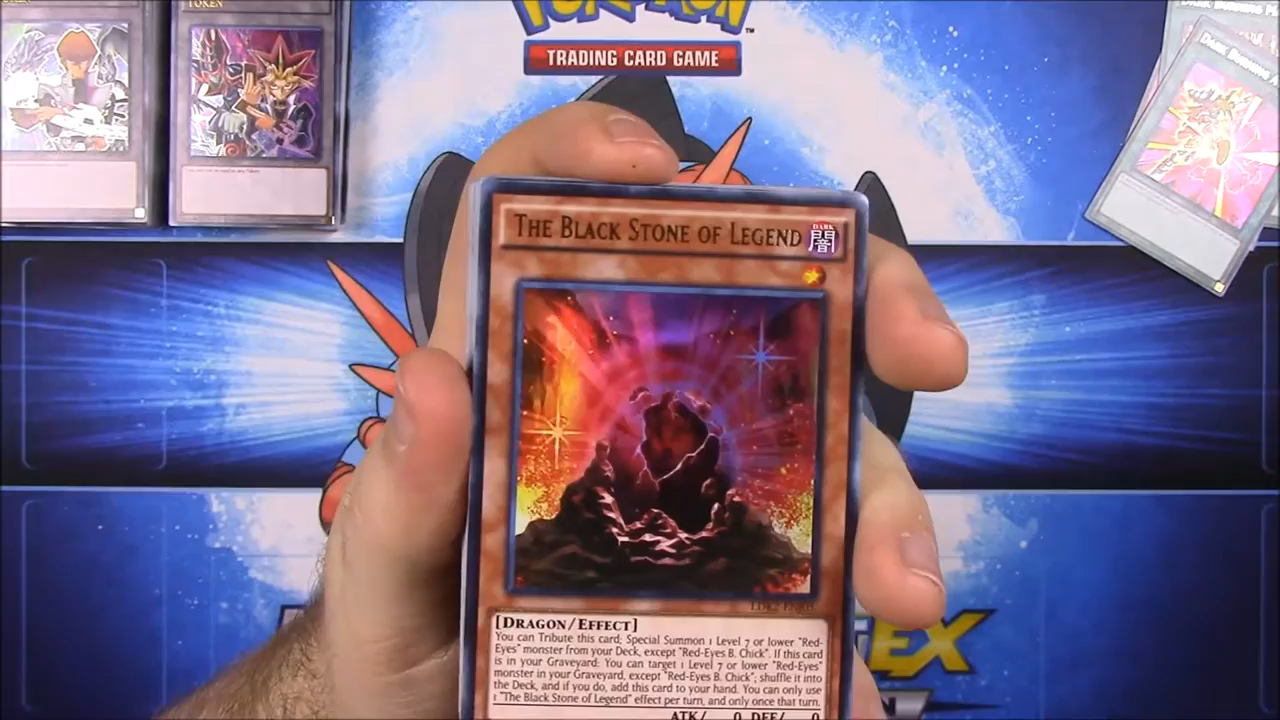 TOKEN
TOKEN
POKÉMON
TRADING CARD GAME
THE BLACK STONE OF LEGEND
DARK
闇
[DRAGON/EFFECT]
You can Tribute this card; Special Summon 1 Level 7 or lower "Red-
Eyes" monster from your Deck, except "Red-Eyes B. Chick". If this card
is in your Graveyard: You can target 1 Level 7 or lower "Red-Eyes"
monster in your Graveyard, except "Red-Eyes B. Chick"; shuffle it into
the Deck, and if you do, add this card to your hand. You can only use
1 "The Black Stone of Legend" effect per turn, and only once that turn.
ATK/ 0 DEF/ 0
EX